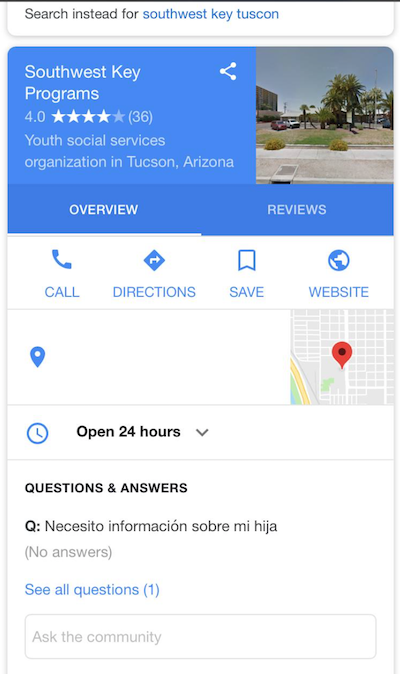 Search instead for southwest key tuscon
Southwest Key
Programs
4.0 ★★★★★ (36)
Youth social services
organization in Tucson, Arizona
OVERVIEW
REVIEWS
CALL
DIRECTIONS
SAVE
WEBSITE
Open 24 hours
QUESTIONS & ANSWERS
Q: Necesito información sobre mi hija
(No answers)
See all questions (1)
Ask the community